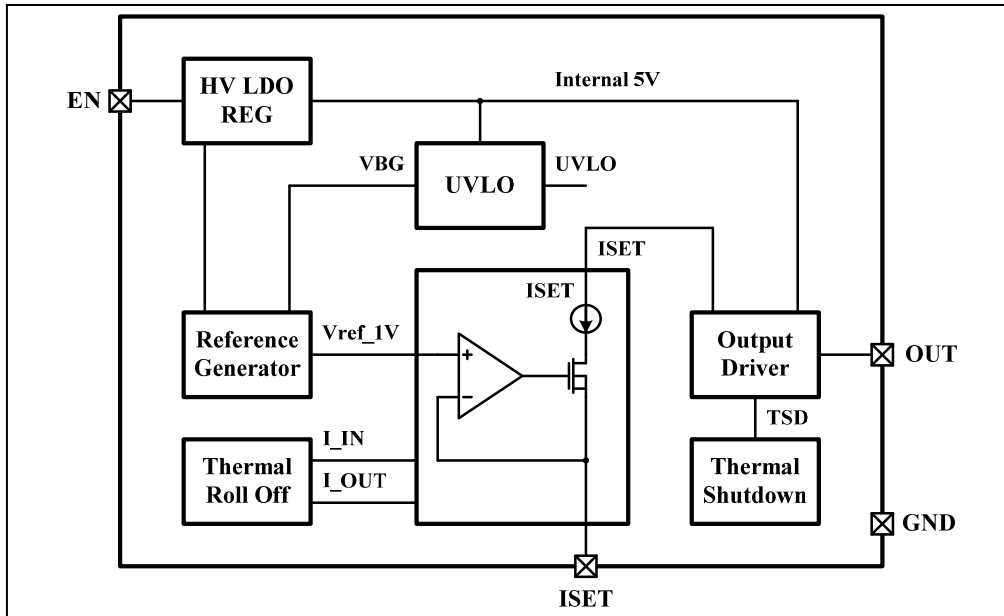 HV LDO
REG
EN
Internal 5V
VBG
UVLO
UVLO
ISET
ISET
Reference
Generator
Vref_1V
+
−
Output
Driver
OUT
TSD
I_IN
I_OUT
Thermal
Roll Off
Thermal
Shutdown
GND
ISET